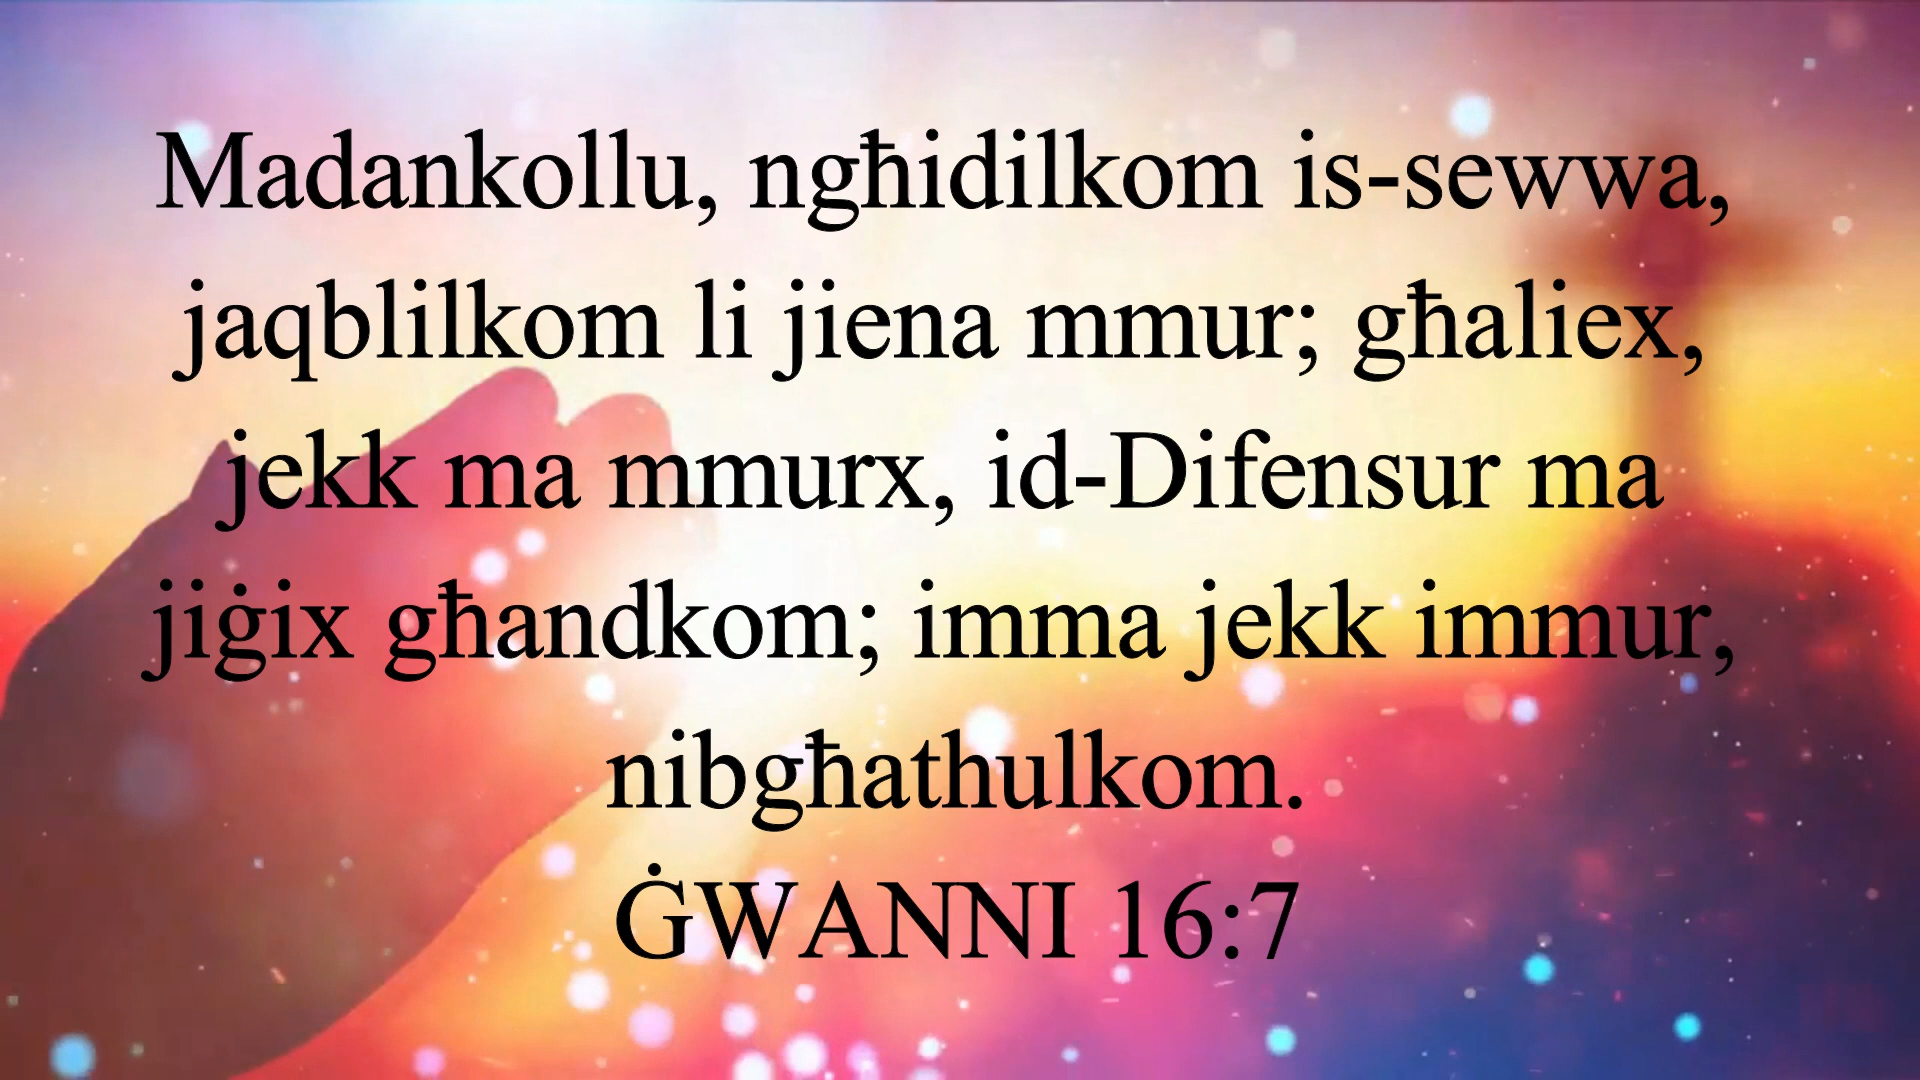 Madankollu, ngħidilkom is-sewwa,
jaqblilkom li jiena mmur; għaliex,
jekk ma mmurx, id-Difensur ma
jiġix għandkom; imma jekk immur,
nibgħathulkom.
ĠWANNI 16:7